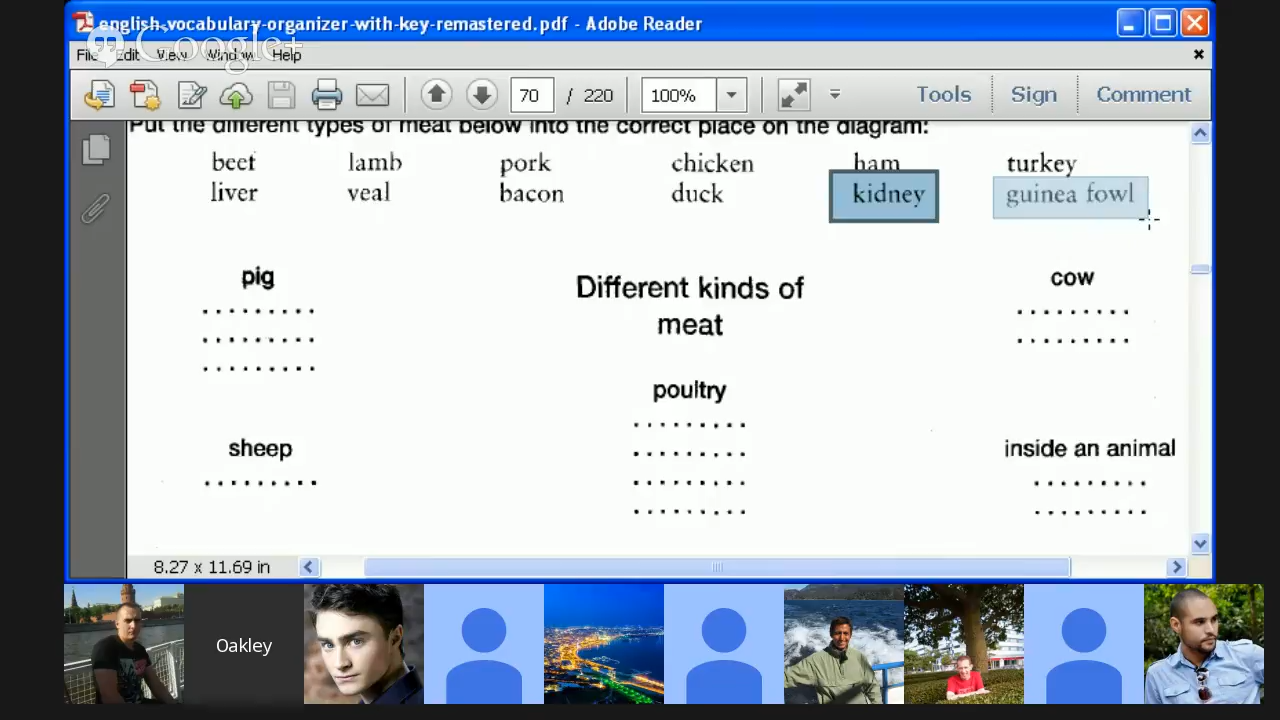 english-vocabulary-organizer-with-key-remastered.pdf - Adobe Reader
Google+
File Edit View Window Help
70 / 220 100% Tools Sign Comment
Put the different types of meat below into the correct place on the diagram:
beef lamb pork chicken ham turkey
liver veal bacon duck kidney guinea fowl
pig Different kinds of cow
meat
poultry
sheep inside an animal
8.27 x 11.69 in
Oakley